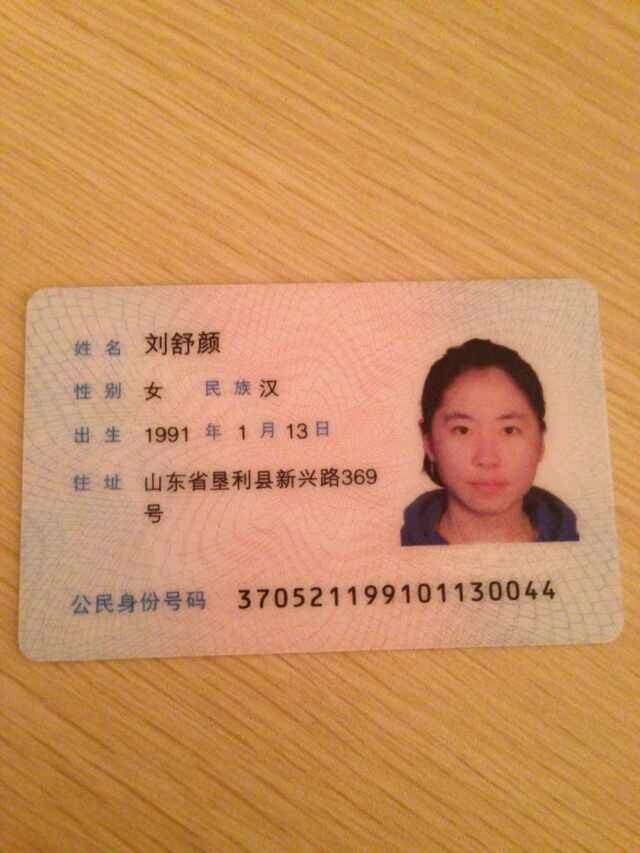 姓名 刘舒颜
性别 女 民族 汉
出生 1991 年 1 月 13 日
住址 山东省垦利县新兴路369
号
公民身份号码 370521199101130044